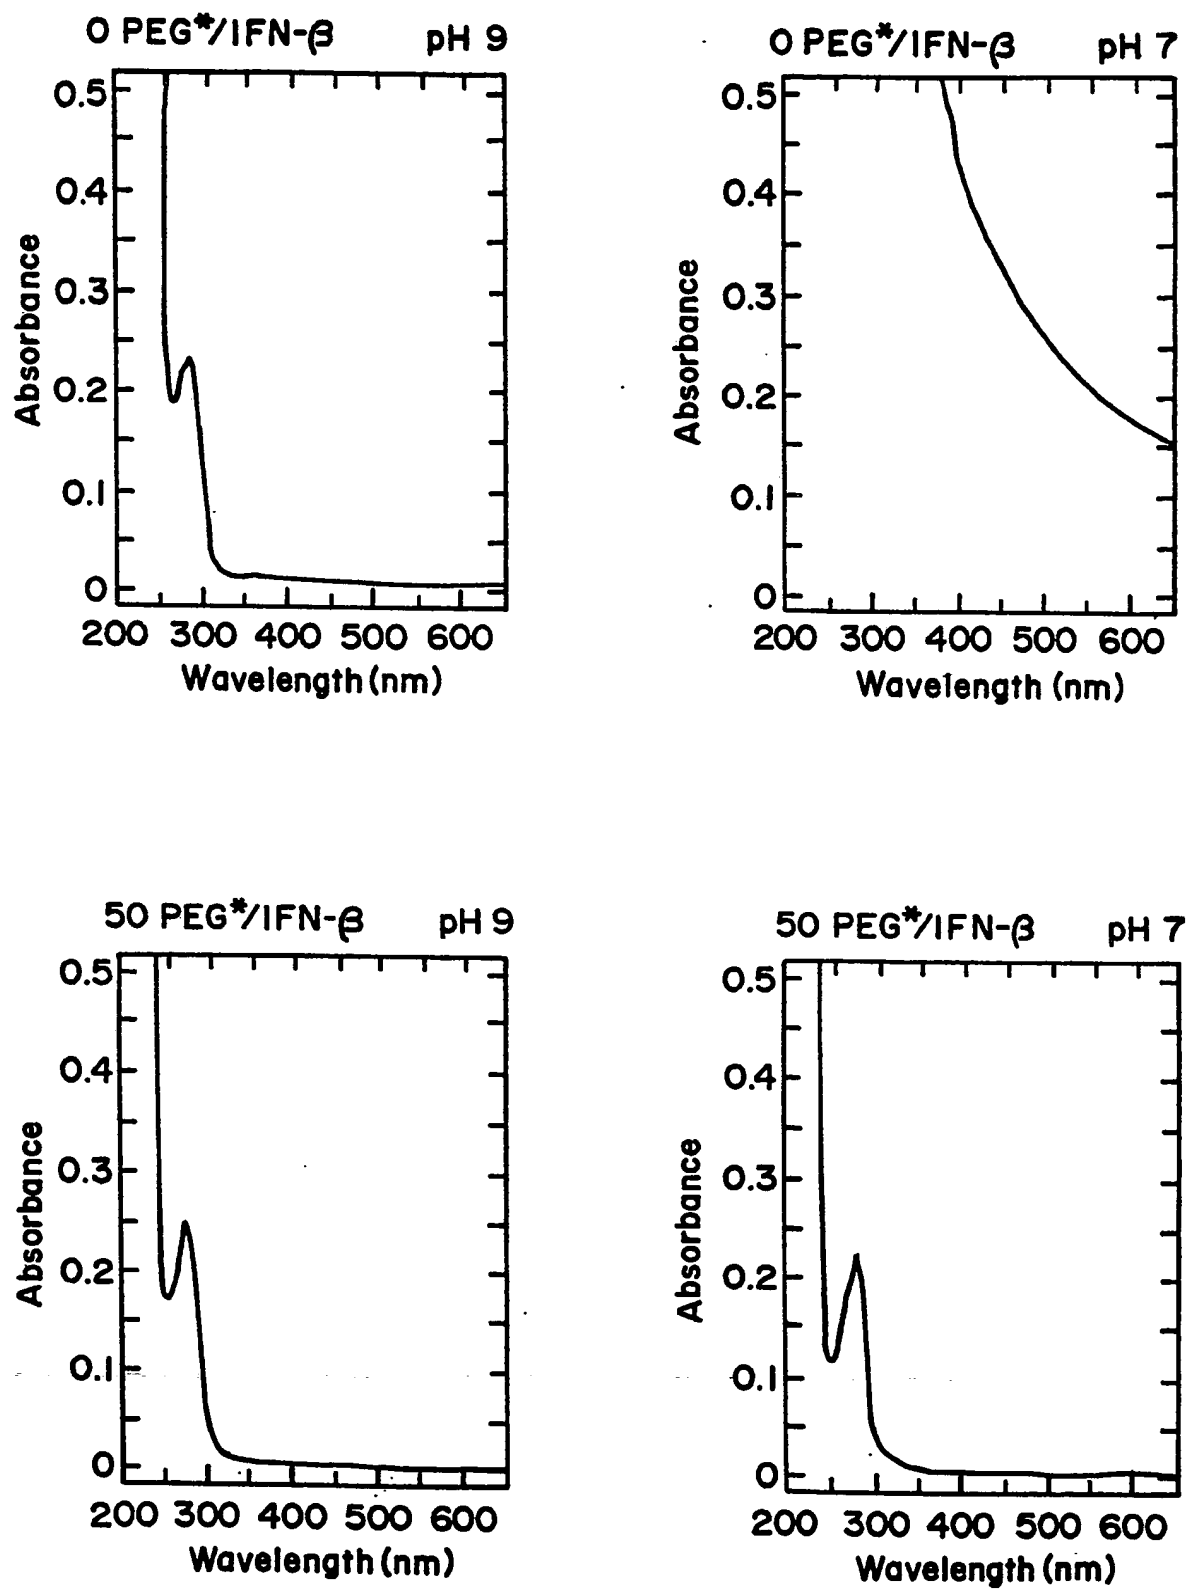 0 PEG*/IFN-β pH 9
0.5
0.4
0.3
0.2
0.1
0
Absorbance
200 300 400 500 600
Wavelength (nm)
0 PEG*/IFN-β pH 7
0.5
0.4
0.3
0.2
0.1
0
Absorbance
200 300 400 500 600
Wavelength (nm)
50 PEG*/IFN-β pH 9
0.5
0.4
0.3
0.2
0.1
0
Absorbance
200 300 400 500 600
Wavelength (nm)
50 PEG*/IFN-β pH 7
0.5
0.4
0.3
0.2
0.1
0
Absorbance
200 300 400 500 600
Wavelength (nm)